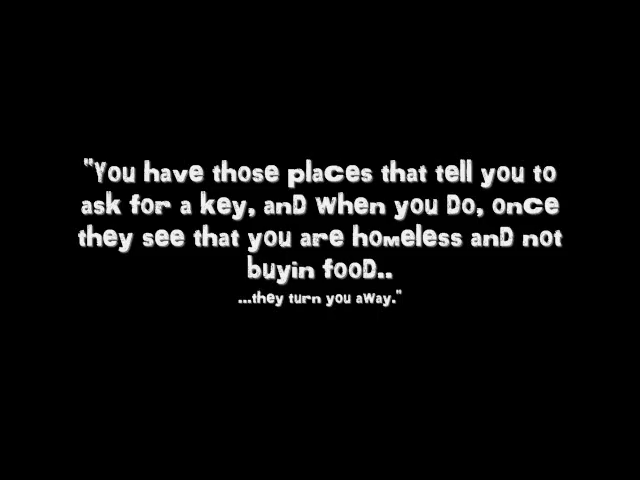 "You have those places that tell you to
ask for a key, and when you do, once
they see that you are homeless and not
buyin food..
...they turn you away."